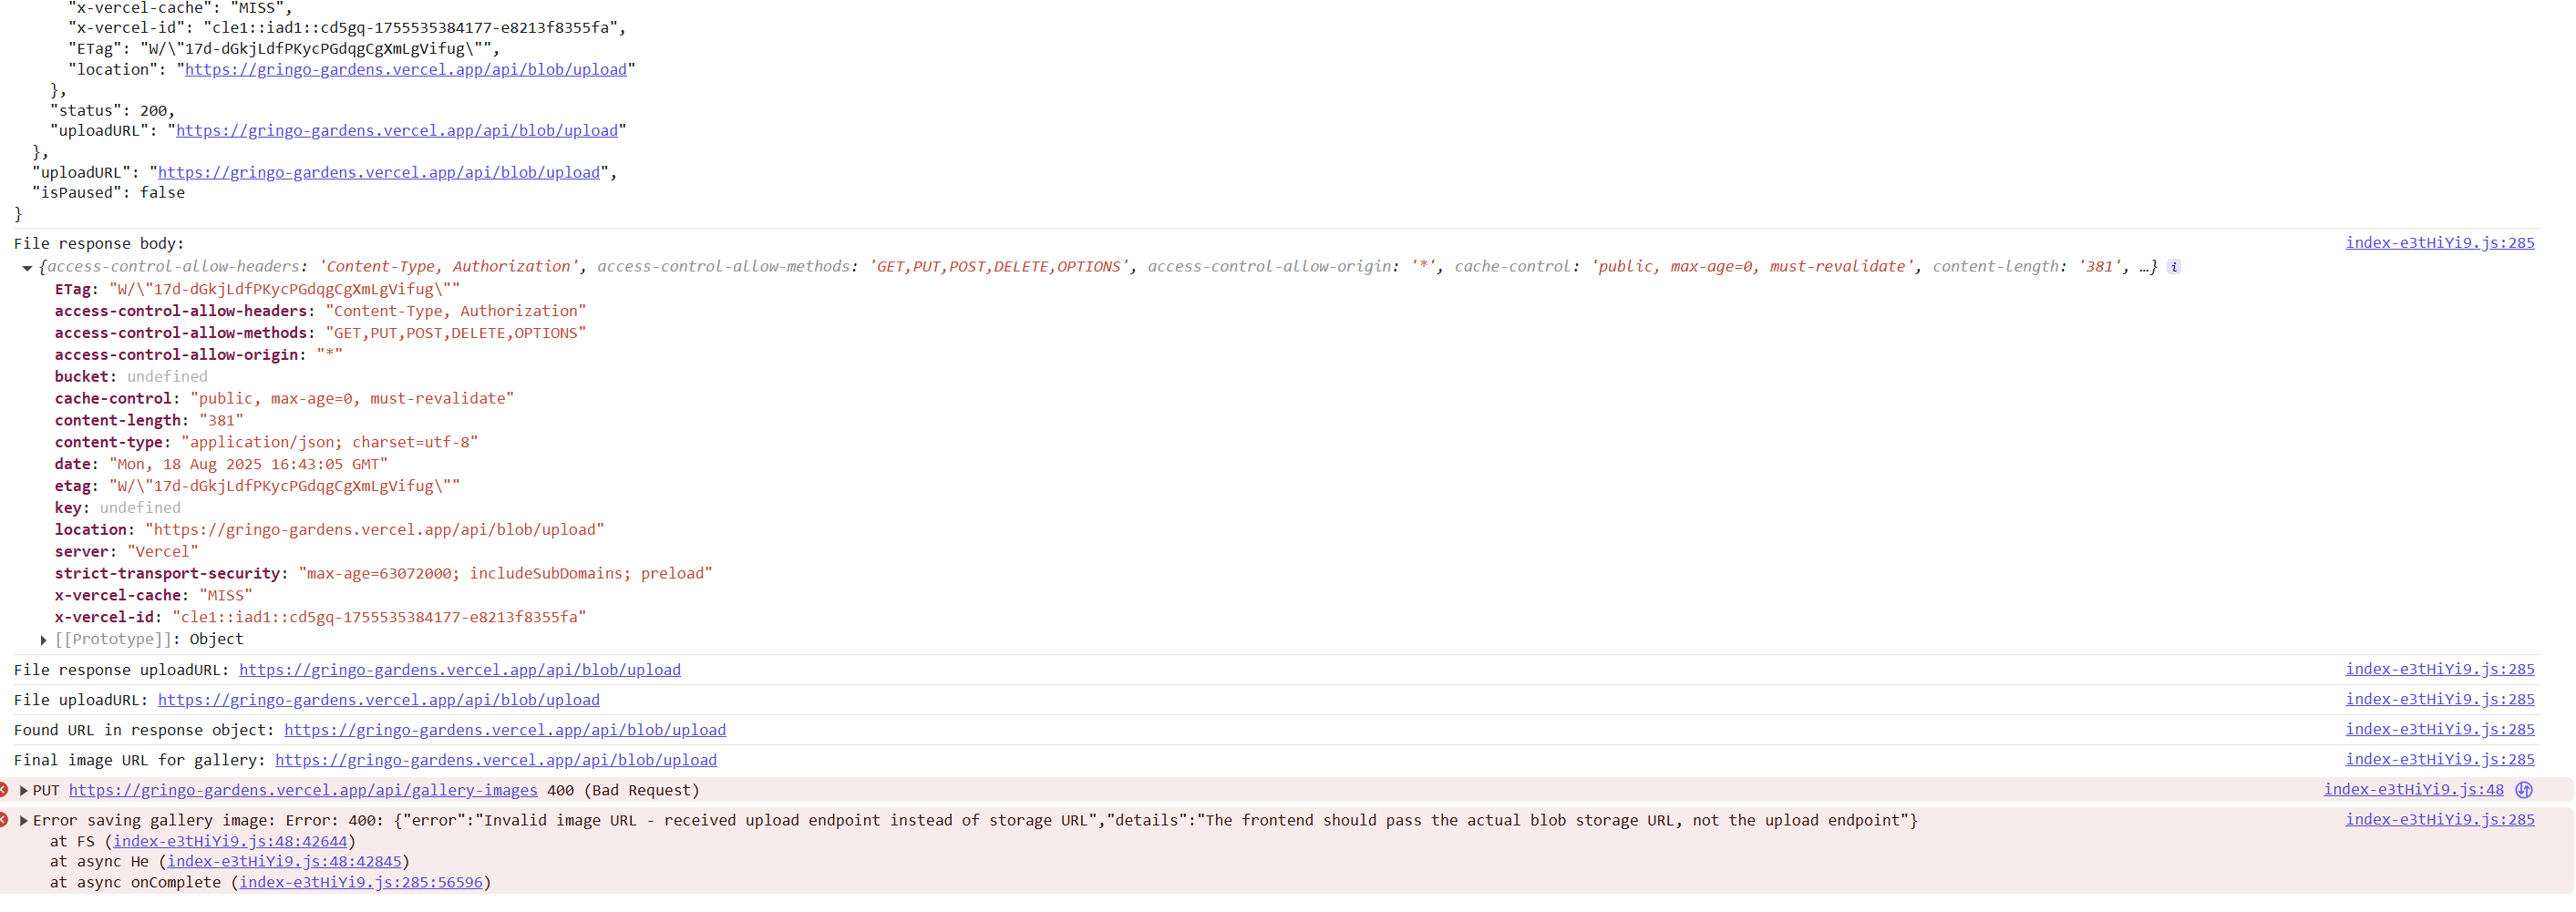 "x-vercel-cache": "MISS",
"x-vercel-id": "cle1::iad1::cd5gq-1755535384177-e8213f8355fa",
"ETag": "W/\"17d-dGkjLdfPKycPGdqgCgXmLgVifug\"",
"location": "https://gringo-gardens.vercel.app/api/blob/upload"
},
"status": 200,
"uploadURL": "https://gringo-gardens.vercel.app/api/blob/upload"
},
"uploadURL": "https://gringo-gardens.vercel.app/api/blob/upload",
"isPaused": false
}
File response body: index-e3tHiYi9.js:285
{access-control-allow-headers: 'Content-Type, Authorization', access-control-allow-methods: 'GET,PUT,POST,DELETE,OPTIONS', access-control-allow-origin: '*', cache-control: 'public, max-age=0, must-revalidate', content-length: '381', …} i
ETag: "W/\"17d-dGkjLdfPKycPGdqgCgXmLgVifug\""
access-control-allow-headers: "Content-Type, Authorization"
access-control-allow-methods: "GET,PUT,POST,DELETE,OPTIONS"
access-control-allow-origin: "*"
bucket: undefined
cache-control: "public, max-age=0, must-revalidate"
content-length: "381"
content-type: "application/json; charset=utf-8"
date: "Mon, 18 Aug 2025 16:43:05 GMT"
etag: "W/\"17d-dGkjLdfPKycPGdqgCgXmLgVifug\""
key: undefined
location: "https://gringo-gardens.vercel.app/api/blob/upload"
server: "Vercel"
strict-transport-security: "max-age=63072000; includeSubDomains; preload"
x-vercel-cache: "MISS"
x-vercel-id: "cle1::iad1::cd5gq-1755535384177-e8213f8355fa"
[[Prototype]]: Object
File response uploadURL: https://gringo-gardens.vercel.app/api/blob/upload index-e3tHiYi9.js:285
File uploadURL: https://gringo-gardens.vercel.app/api/blob/upload index-e3tHiYi9.js:285
Found URL in response object: https://gringo-gardens.vercel.app/api/blob/upload index-e3tHiYi9.js:285
Final image URL for gallery: https://gringo-gardens.vercel.app/api/blob/upload index-e3tHiYi9.js:285
PUT https://gringo-gardens.vercel.app/api/gallery-images 400 (Bad Request) index-e3tHiYi9.js:48
Error saving gallery image: Error: 400: {"error":"Invalid image URL - received upload endpoint instead of storage URL","details":"The frontend should pass the actual blob storage URL, not the upload endpoint"} index-e3tHiYi9.js:285
at FS (index-e3tHiYi9.js:48:42644)
at async He (index-e3tHiYi9.js:48:42845)
at async onComplete (index-e3tHiYi9.js:285:56596)